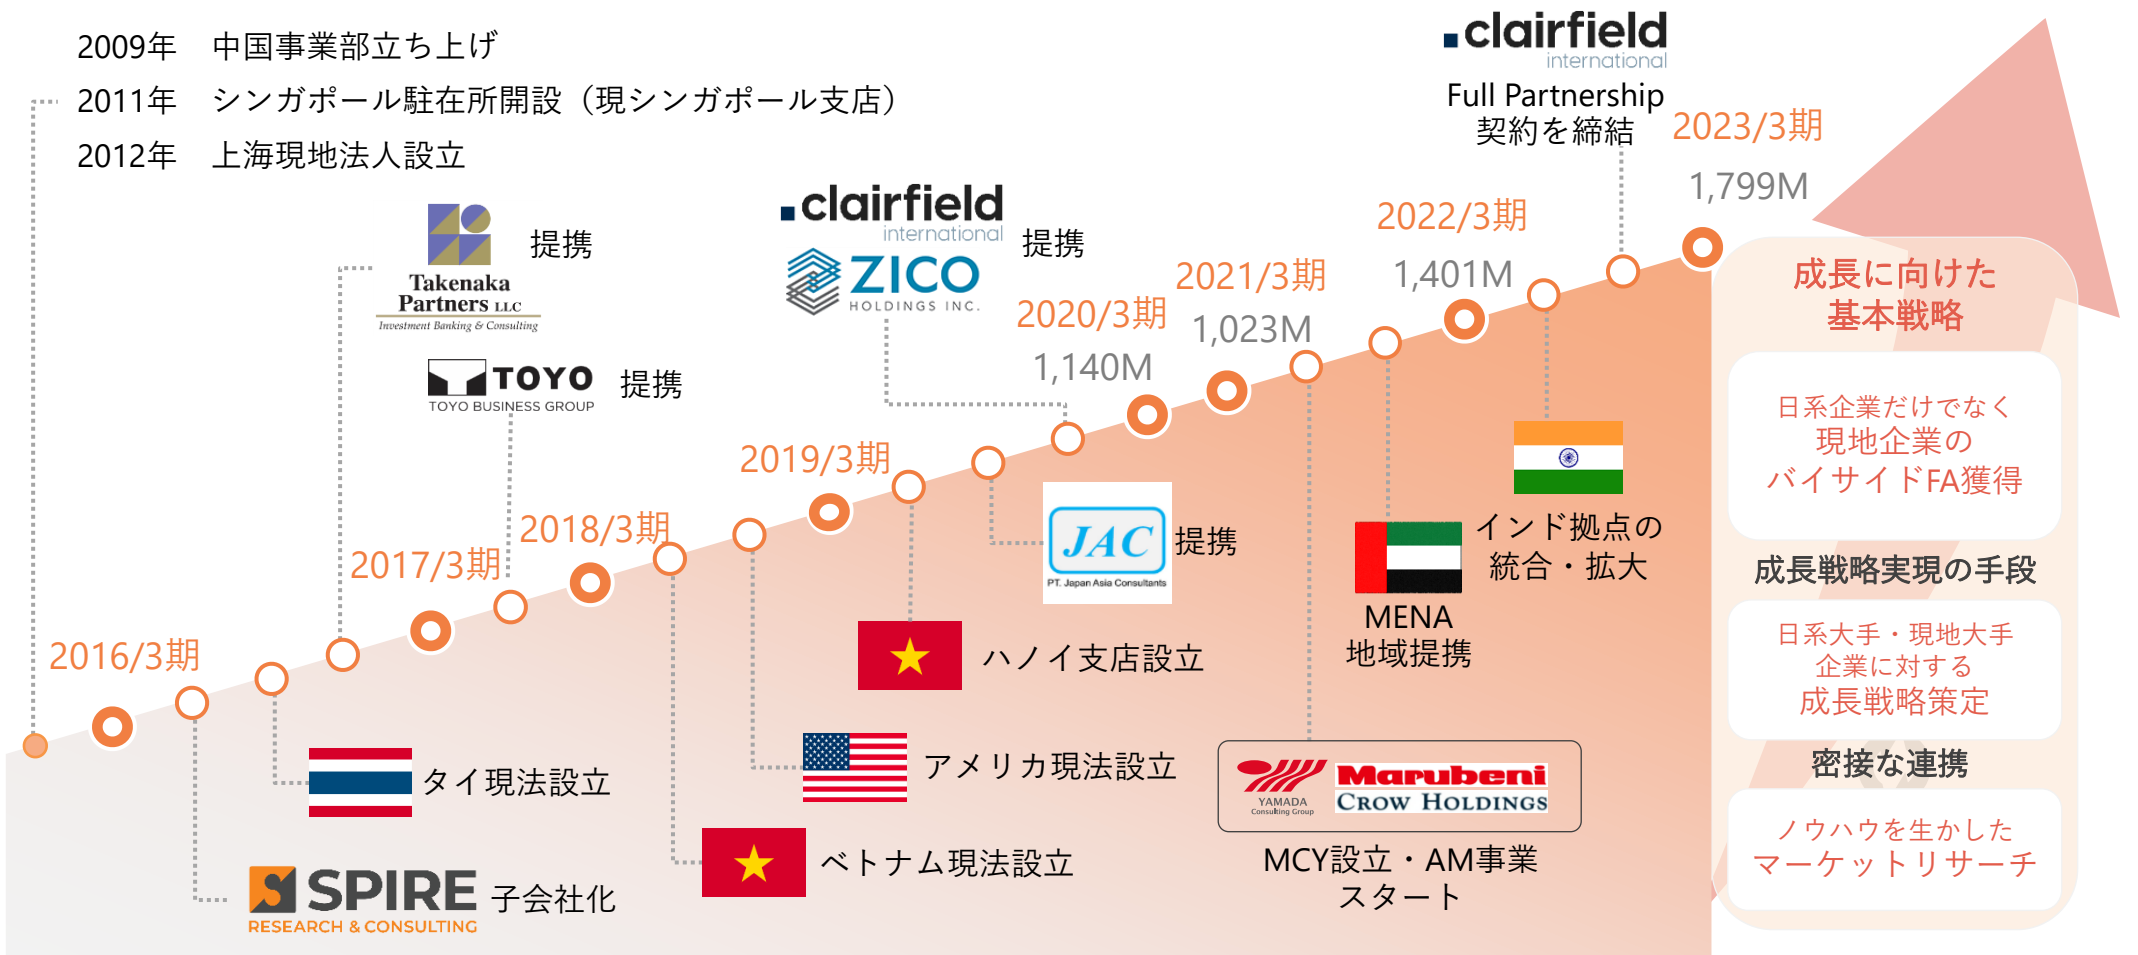 2009年 中国事業部立ち上げ
2011年 シンガポール駐在所開設（現シンガポール支店）
2012年 上海現地法人設立
Takenaka
Partners LLC
Investment Banking & Consulting
提携
TOYO
TOYO BUSINESS GROUP
提携
clairfield
international
ZICO
HOLDINGS INC.
提携
clairfield
international
Full Partnership
契約を締結
2016/3期
2017/3期
2018/3期
2019/3期
2020/3期
1,140M
2021/3期
1,023M
2022/3期
1,401M
2023/3期
1,799M
SPIRE
RESEARCH & CONSULTING
子会社化
タイ現法設立
ベトナム現法設立
アメリカ現法設立
ハノイ支店設立
JAC
PT. Japan Asia Consultants
提携
YAMADA
Consulting Group
Marubeni
CROW HOLDINGS
MCY設立・AM事業
スタート
MENA
地域提携
インド拠点の
統合・拡大
成長に向けた
基本戦略
日系企業だけでなく
現地企業の
バイサイドFA獲得
成長戦略実現の手段
日系大手・現地大手
企業に対する
成長戦略策定
密接な連携
ノウハウを生かした
マーケットリサーチ